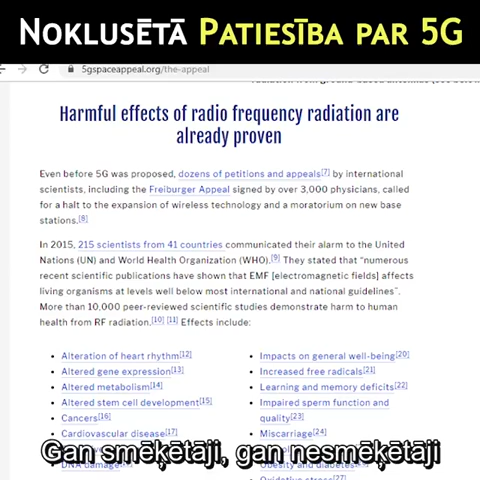 NOKLUSĒTĀ PATIESĪBA PAR 5G
5gspaceappeal.org/the-appeal
Harmful effects of radio frequency radiation are
already proven
Even before 5G was proposed, dozens of petitions and appeals[7] by international
scientists, including the Freiburger Appeal signed by over 3,000 physicians, called
for a halt to the expansion of wireless technology and a moratorium on new base
stations.[8]
In 2015, 215 scientists from 41 countries communicated their alarm to the United
Nations (UN) and World Health Organization (WHO).[9] They stated that “numerous
recent scientific publications have shown that EMF [electromagnetic fields] affects
living organisms at levels well below most international and national guidelines”.
More than 10,000 peer-reviewed scientific studies demonstrate harm to human
health from RF radiation.[10] [11] Effects include:
• Alteration of heart rhythm[12]
• Altered gene expression[13]
• Altered metabolism[14]
• Altered stem cell development[15]
• Cancers[16]
• Cardiovascular disease[17]
• DNA damage
• Impacts on general well-being[20]
• Increased free radicals[21]
• Learning and memory deficits[22]
• Impaired sperm function and
quality[23]
• Miscarriage[24]
• Obesity and diabetes
• Oxidative stress
Gan smēķētāji, gan nesmēķētāji